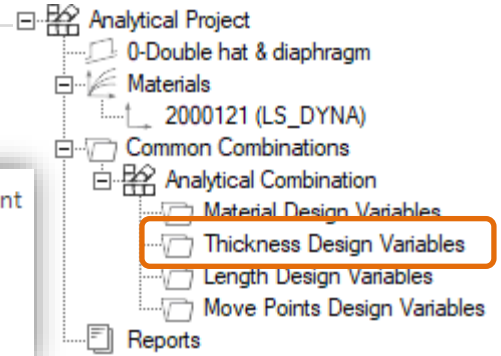 Analytical Project
0-Double hat & diaphragm
Materials
2000121 (LS_DYNA)
Common Combinations
Analytical Combination
nt
Material Design Variables
Thickness Design Variables
Length Design Variables
Move Points Design Variables
Reports